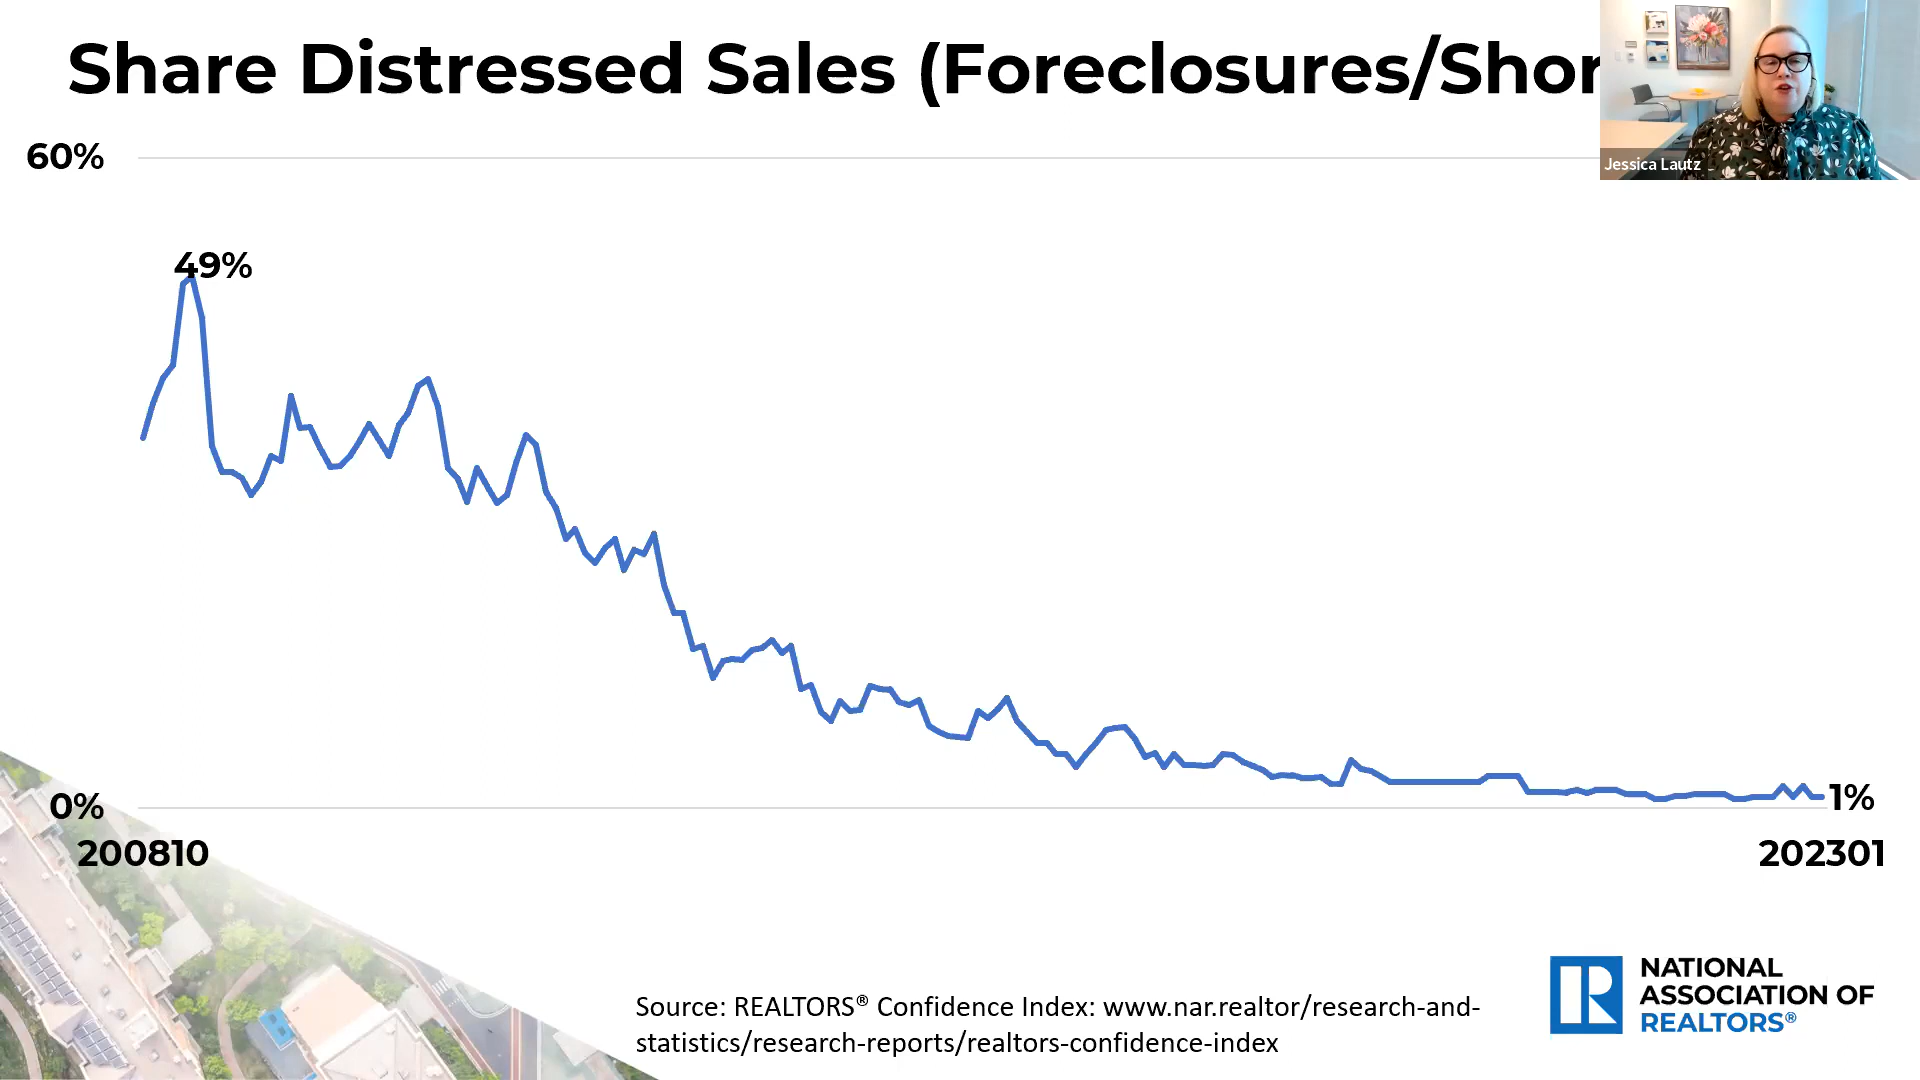 Share Distressed Sales (Foreclosures/Shor
Jessica Lautz
60%
49%
0%
1%
200810
202301
Source: REALTORS® Confidence Index: www.nar.realtor/research-and-
statistics/research-reports/realtors-confidence-index
NATIONAL
ASSOCIATION OF
REALTORS®